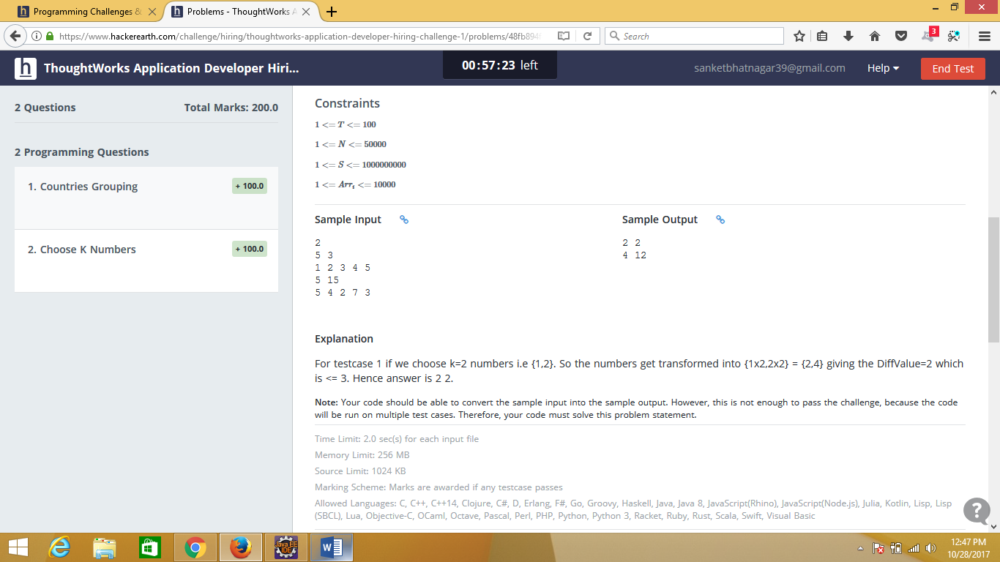 Programming Challenges &
Problems - ThoughtWorks A
https://www.hackerearth.com/challenge/hiring/thoughtworks-application-developer-hiring-challenge-1/problems/48fb894
Search
3
h
ThoughtWorks Application Developer Hiri...
00:57:23 left
sanketbhatnagar39@gmail.com
Help
End Test
2 Questions
Total Marks: 200.0
2 Programming Questions
1. Countries Grouping
+ 100.0
2. Choose K Numbers
+ 100.0
Constraints
1 <= T <= 100
1 <= N <= 50000
1 <= S <= 1000000000
1 <= Arrᵢ <= 10000
Sample Input
2
5 3
1 2 3 4 5
5 15
5 4 2 7 3
Sample Output
2 2
4 12
Explanation
For testcase 1 if we choose k=2 numbers i.e {1,2}. So the numbers get transformed into {1x2,2x2} = {2,4} giving the DiffValue=2 which
is <= 3. Hence answer is 2 2.
Note: Your code should be able to convert the sample input into the sample output. However, this is not enough to pass the challenge, because the code
will be run on multiple test cases. Therefore, your code must solve this problem statement.
Time Limit: 2.0 sec(s) for each input file
Memory Limit: 256 MB
Source Limit: 1024 KB
Marking Scheme: Marks are awarded if any testcase passes
Allowed Languages: C, C++, C++14, Clojure, C#, D, Erlang, F#, Go, Groovy, Haskell, Java, Java 8, JavaScript(Rhino), JavaScript(Node.js), Julia, Kotlin, Lisp, Lisp
(SBCL), Lua, Objective-C, OCaml, Octave, Pascal, Perl, PHP, Python, Python 3, Racket, Ruby, Rust, Scala, Swift, Visual Basic
?
Java EE
IDE
W
12:47 PM
10/28/2017